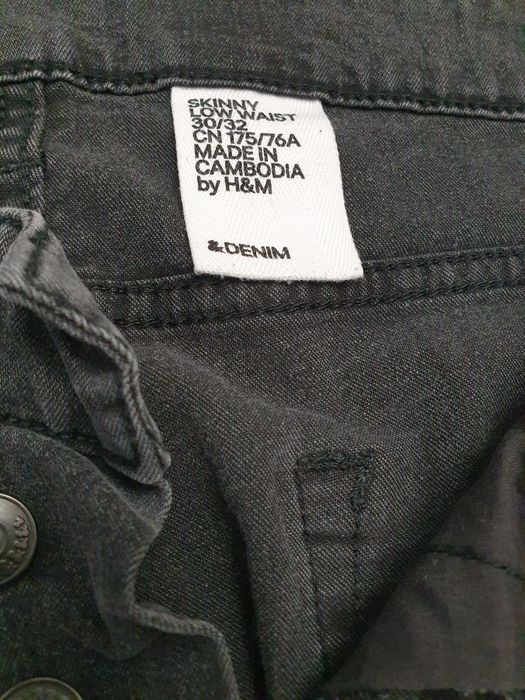 SKINNY
LOW WAIST
30/32
CN 175/76A
MADE IN
CAMBODIA
by H&M
&DENIM